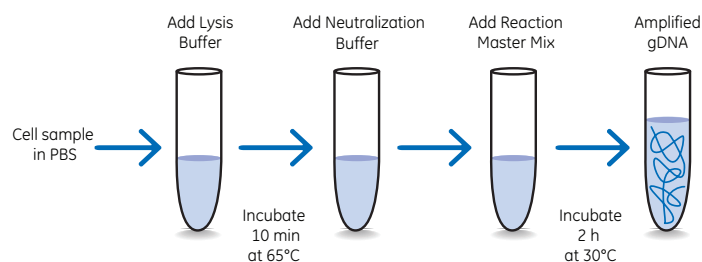 Add Lysis
Buffer
Add Neutralization
Buffer
Add Reaction
Master Mix
Amplified
gDNA
Cell sample
in PBS
Incubate
10 min
at 65°C
Incubate
2 h
at 30°C